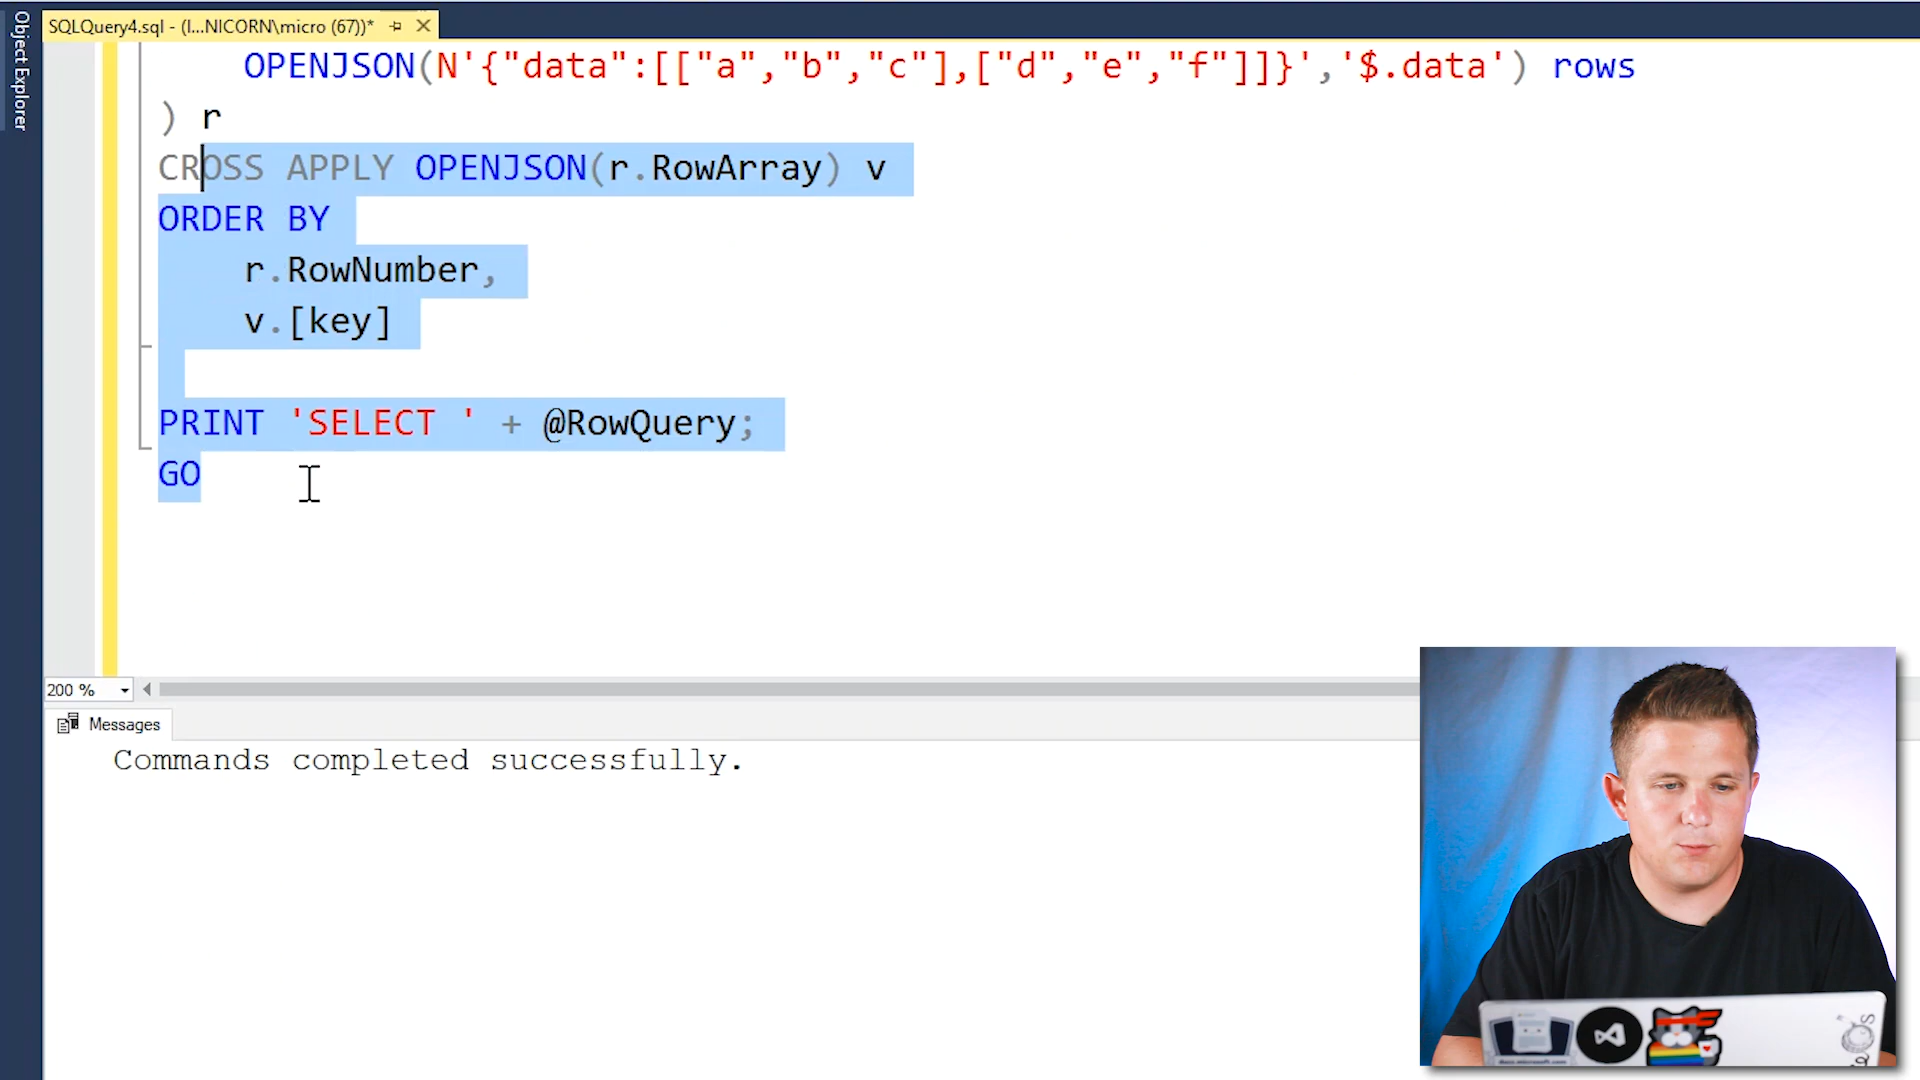 SQLQuery4.sql - (l...NICORN\micro (67))*
Object Explorer
OPENJSON(N'{"data":[["a","b","c"],["d","e","f"]]}','$.data') rows
) r
CROSS APPLY OPENJSON(r.RowArray) v
ORDER BY
r.RowNumber,
v.[key]
PRINT 'SELECT ' + @RowQuery;
GO
200 %
Messages
Commands completed successfully.